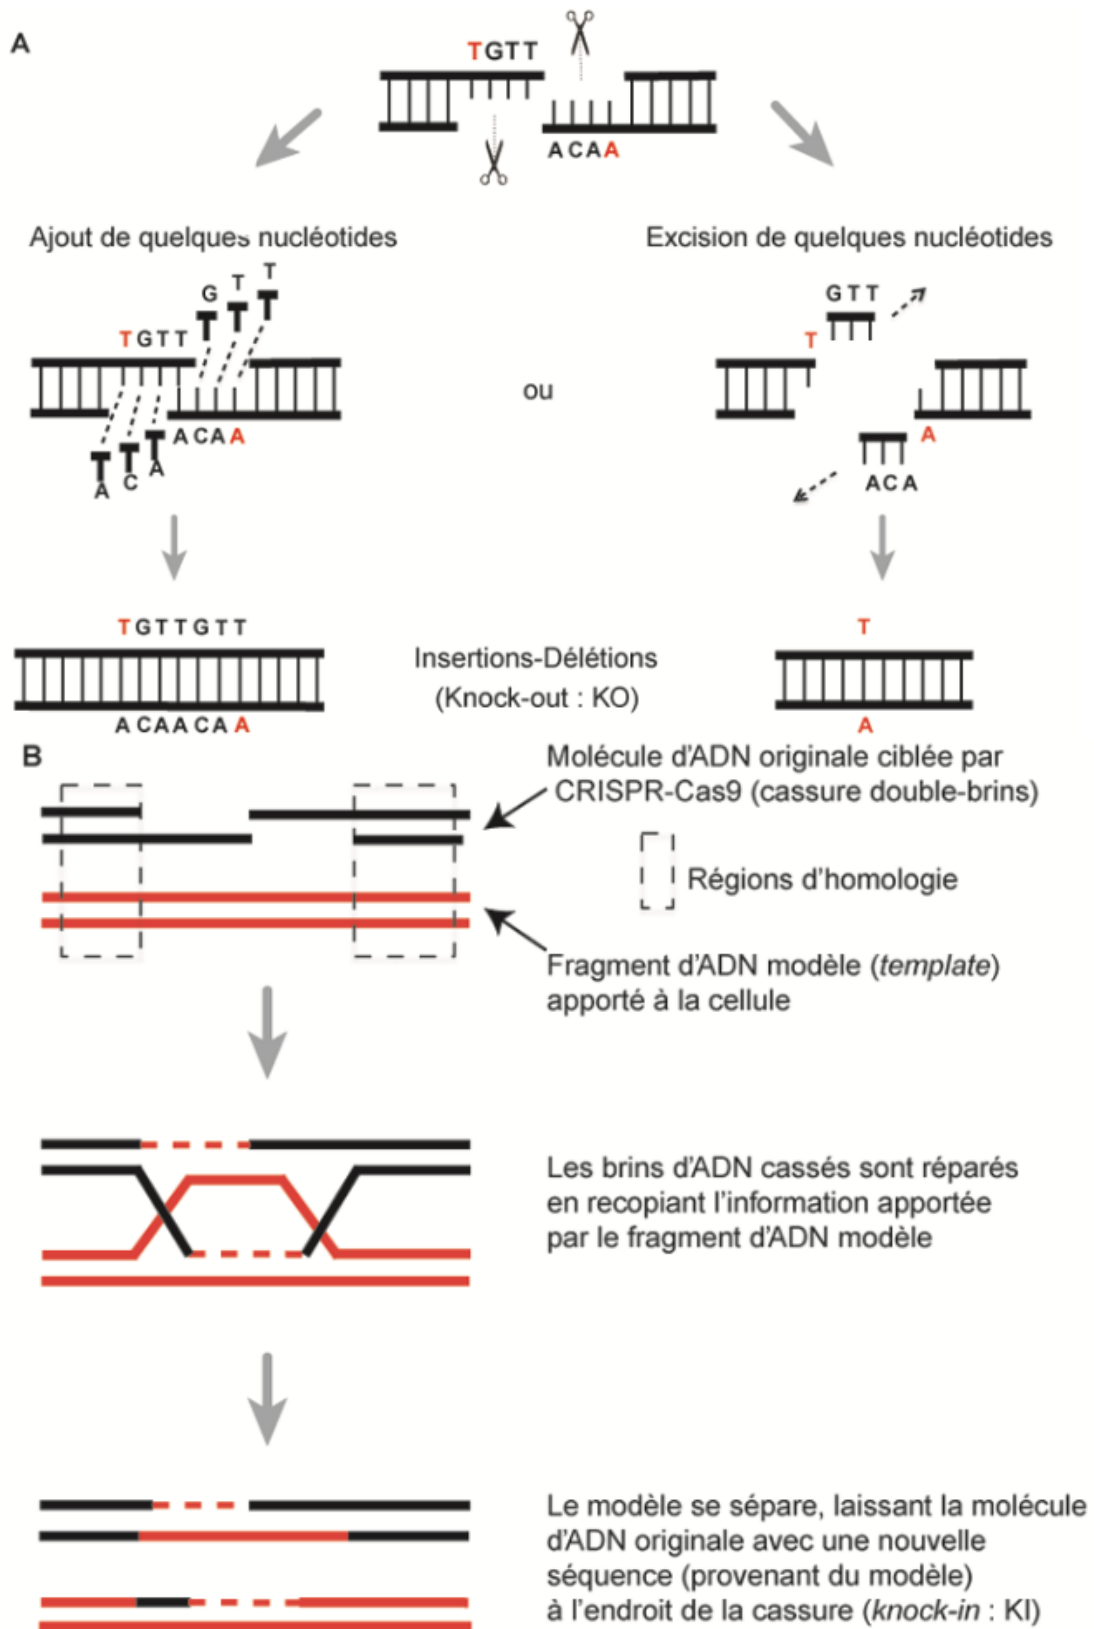 A
TGTT
ACAA
Ajout de quelques nucléotides
Excision de quelques nucléotides
G T T
TGTT
ACAA
A C A
ou
GTT
T
A
ACA
TGTTGTT
ACAACAA
Insertions-Délétions
(Knock-out : KO)
T
A
B
Molécule d'ADN originale ciblée par
CRISPR-Cas9 (cassure double-brins)
Régions d'homologie
Fragment d'ADN modèle (template)
apporté à la cellule
Les brins d'ADN cassés sont réparés
en recopiant l'information apportée
par le fragment d'ADN modèle
Le modèle se sépare, laissant la molécule
d'ADN originale avec une nouvelle
séquence (provenant du modèle)
à l'endroit de la cassure (knock-in : KI)